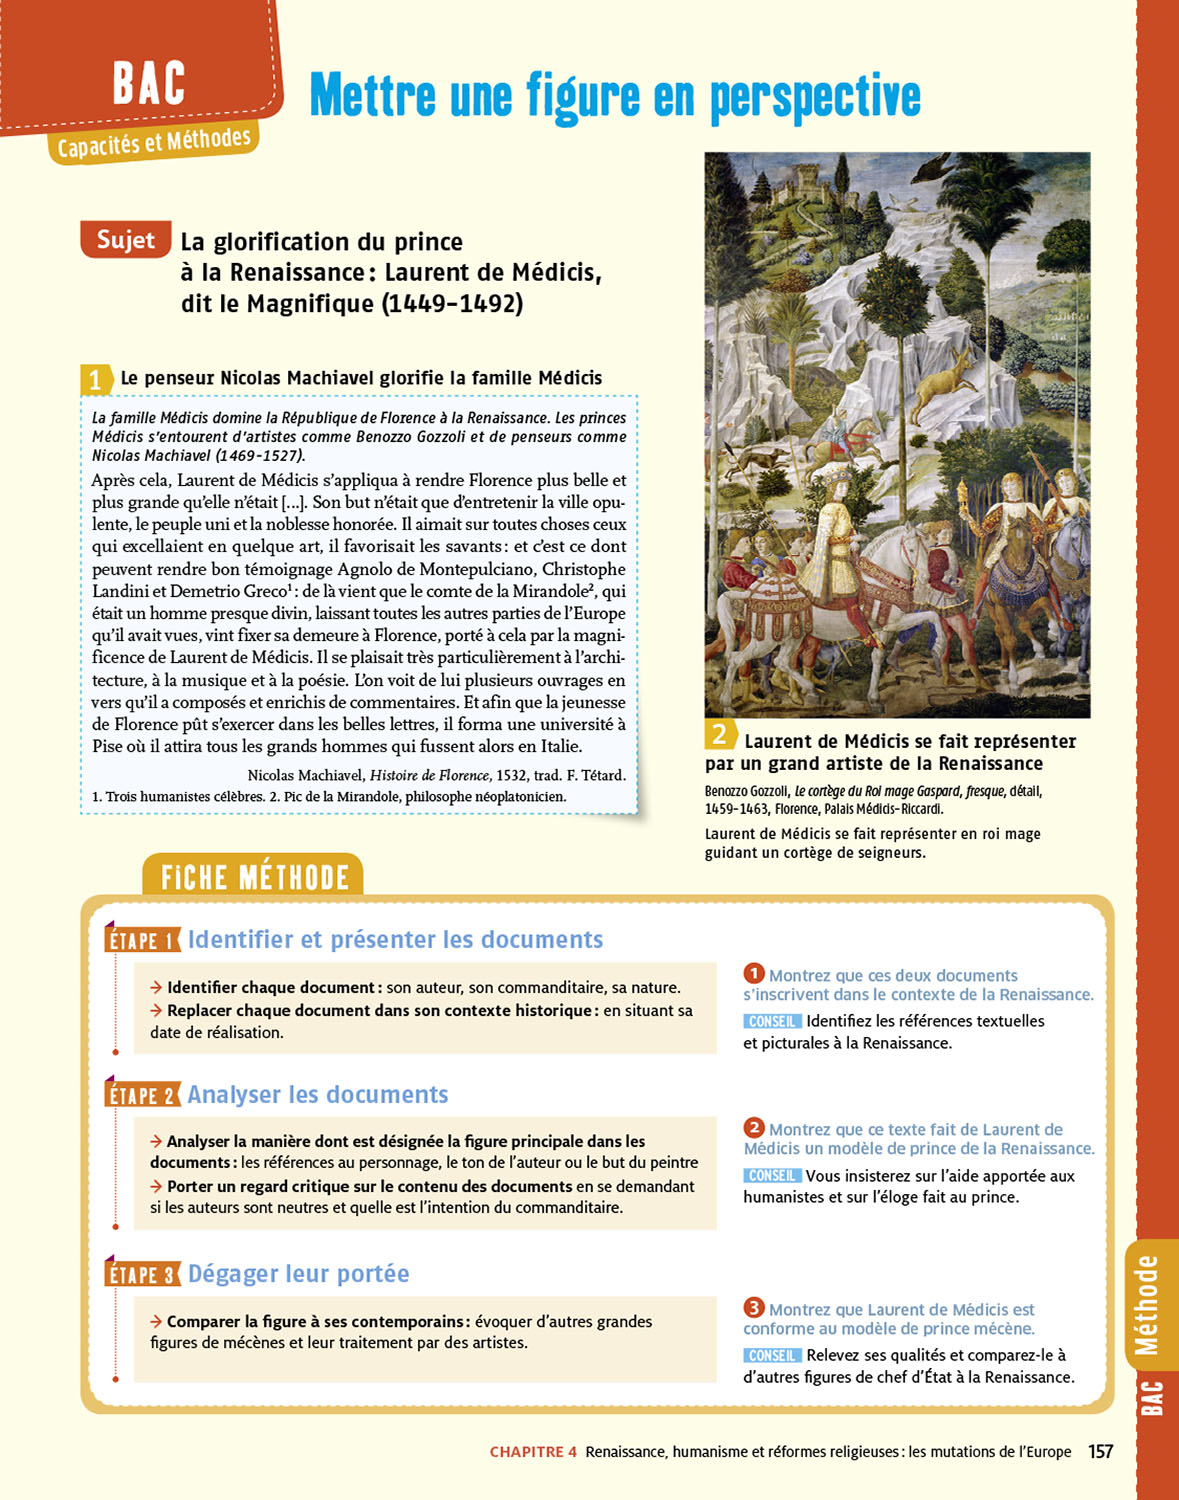 BAC
Capacités et Méthodes
Mettre une figure en perspective
Sujet
La glorification du prince
à la Renaissance : Laurent de Médicis,
dit le Magnifique (1449-1492)
1 Le penseur Nicolas Machiavel glorifie la famille Médicis
La famille Médicis domine la République de Florence à la Renaissance. Les princes
Médicis s'entourent d'artistes comme Benozzo Gozzoli et de penseurs comme
Nicolas Machiavel (1469-1527).
Après cela, Laurent de Médicis s'appliqua à rendre Florence plus belle et
plus grande qu'elle n'était [...]. Son but n'était que d'entretenir la ville opu-
lente, le peuple uni et la noblesse honorée. Il aimait sur toutes choses ceux
qui excellaient en quelque art, il favorisait les savants : et c'est ce dont
peuvent rendre bon témoignage Agnolo de Montepulciano, Christophe
Landini et Demetrio Greco¹ : de là vient que le comte de la Mirandole², qui
était un homme presque divin, laissant toutes les autres parties de l'Europe
qu'il avait vues, vint fixer sa demeure à Florence, porté à cela par la magni-
ficence de Laurent de Médicis. Il se plaisait très particulièrement à l'archi-
tecture, à la musique et à la poésie. L'on voit de lui plusieurs ouvrages en
vers qu'il a composés et enrichis de commentaires. Et afin que la jeunesse
de Florence pût s'exercer dans les belles lettres, il forma une université à
Pise où il attira tous les grands hommes qui fussent alors en Italie.
Nicolas Machiavel, Histoire de Florence, 1532, trad. F. Tétard.
1. Trois humanistes célèbres. 2. Pic de la Mirandole, philosophe néoplatonicien.
2 Laurent de Médicis se fait représenter
par un grand artiste de la Renaissance
Benozzo Gozzoli, Le cortège du Roi mage Gaspard, fresque, détail,
1459-1463, Florence, Palais Médicis-Riccardi.
Laurent de Médicis se fait représenter en roi mage
guidant un cortège de seigneurs.
FiCHE MÉTHODE
ÉTAPE 1 Identifier et présenter les documents
→ Identifier chaque document : son auteur, son commanditaire, sa nature.
→ Replacer chaque document dans son contexte historique : en situant sa
date de réalisation.
1 Montrez que ces deux documents
s'inscrivent dans le contexte de la Renaissance.
CONSEIL Identifiez les références textuelles
et picturales à la Renaissance.
ÉTAPE 2 Analyser les documents
→ Analyser la manière dont est désignée la figure principale dans les
documents : les références au personnage, le ton de l'auteur ou le but du peintre
→ Porter un regard critique sur le contenu des documents en se demandant
si les auteurs sont neutres et quelle est l'intention du commanditaire.
2 Montrez que ce texte fait de Laurent de
Médicis un modèle de prince de la Renaissance.
CONSEIL Vous insisterez sur l'aide apportée aux
humanistes et sur l'éloge fait au prince.
ÉTAPE 3 Dégager leur portée
→ Comparer la figure à ses contemporains : évoquer d'autres grandes
figures de mécènes et leur traitement par des artistes.
3 Montrez que Laurent de Médicis est
conforme au modèle de prince mécène.
CONSEIL Relevez ses qualités et comparez-le à
d'autres figures de chef d'État à la Renaissance.
BAC Méthode
CHAPITRE 4 Renaissance, humanisme et réformes religieuses : les mutations de l'Europe 157